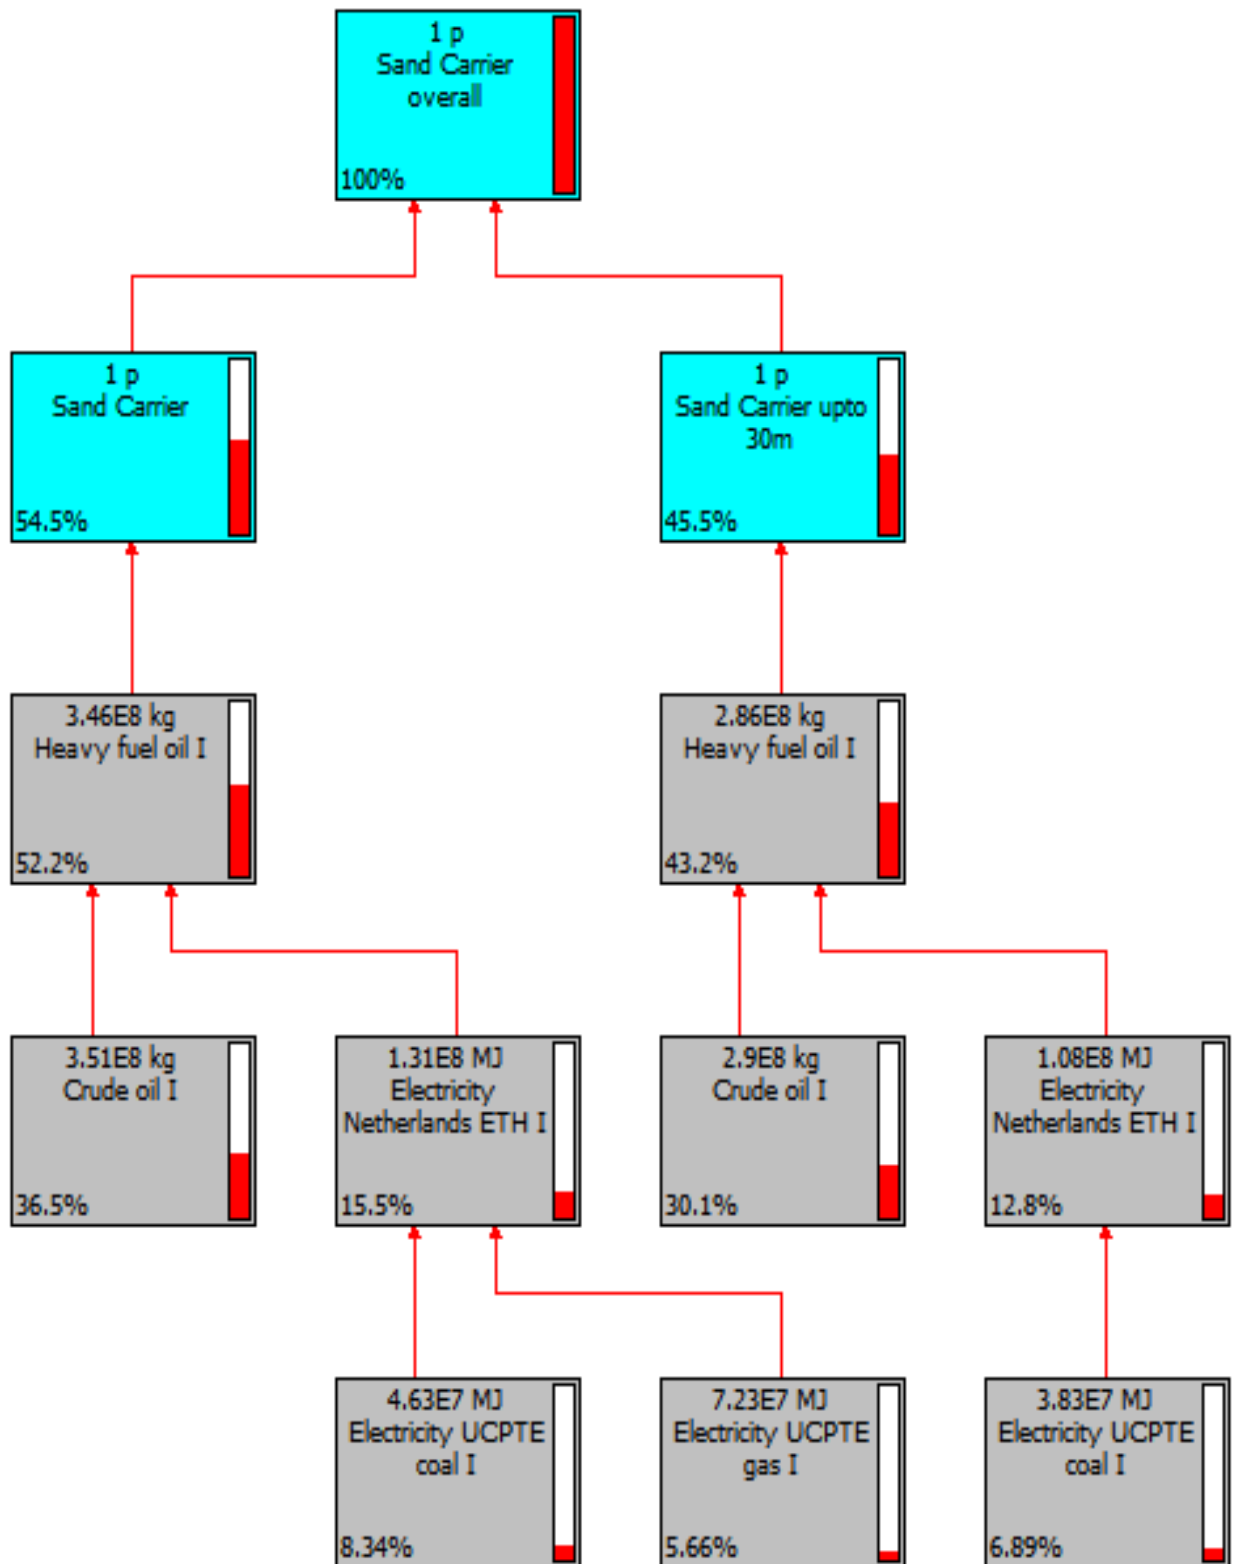 1 p
Sand Carrier
overall
100%
1 p
Sand Carrier
54.5%
1 p
Sand Carrier upto
30m
45.5%
3.46E8 kg
Heavy fuel oil I
52.2%
2.86E8 kg
Heavy fuel oil I
43.2%
3.51E8 kg
Crude oil I
36.5%
1.31E8 MJ
Electricity
Netherlands ETH I
15.5%
2.9E8 kg
Crude oil I
30.1%
1.08E8 MJ
Electricity
Netherlands ETH I
12.8%
4.63E7 MJ
Electricity UCPTE
coal I
8.34%
7.23E7 MJ
Electricity UCPTE
gas I
5.66%
3.83E7 MJ
Electricity UCPTE
coal I
6.89%